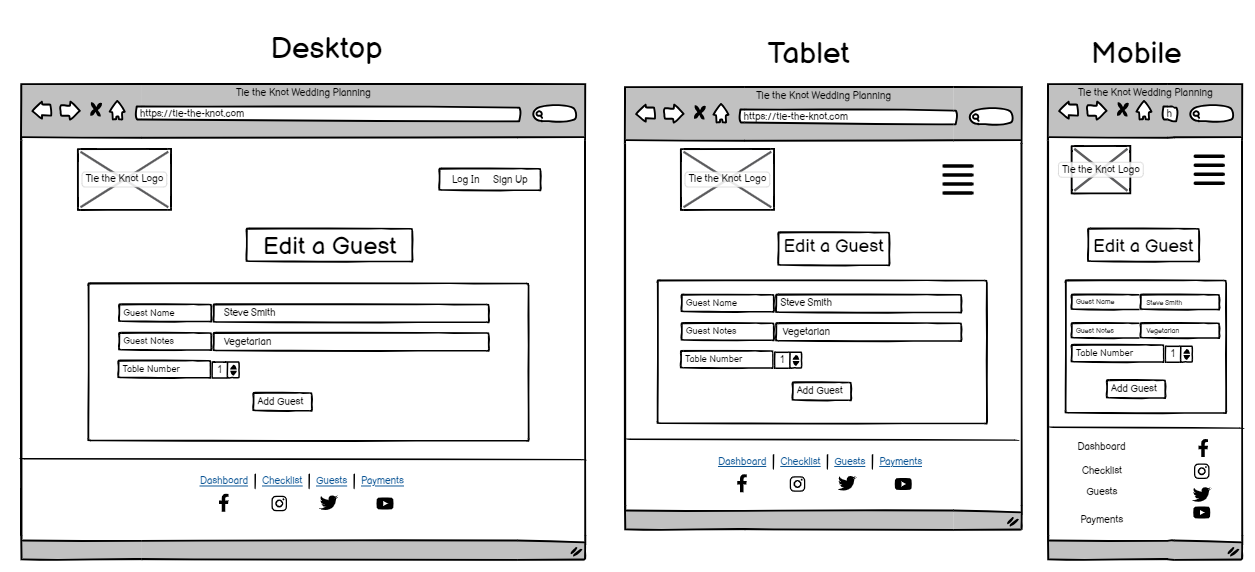 Desktop
Tie the Knot Wedding Planning
https://tie-the-knot.com
Tie the Knot Logo
Log In Sign Up
Edit a Guest
Guest Name Steve Smith
Guest Notes Vegetarian
Table Number 1
Add Guest
Dashboard | Checklist | Guests | Payments
Tablet
Tie the Knot Wedding Planning
https://tie-the-knot.com
Tie the Knot Logo
Edit a Guest
Guest Name Steve Smith
Guest Notes Vegetarian
Table Number 1
Add Guest
Dashboard | Checklist | Guests | Payments
Mobile
Tie the Knot Wedding Planning
h
Tie the Knot Logo
Edit a Guest
Guest Name Steve Smith
Guest Notes Vegetarian
Table Number 1
Add Guest
Dashboard
Checklist
Guests
Payments